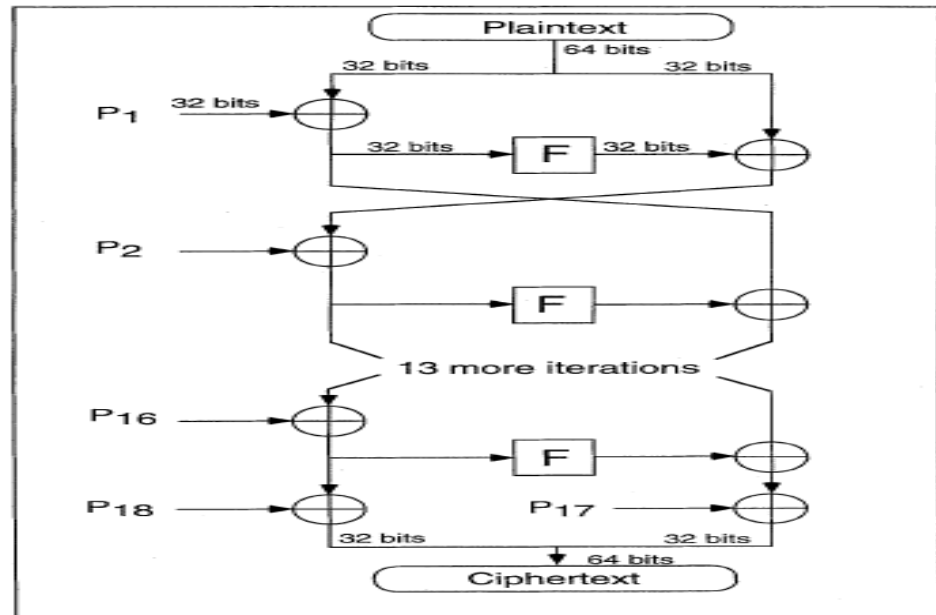 Plaintext
64 bits
32 bits 32 bits
P1 32 bits
32 bits F 32 bits
P2
F
13 more iterations
P16
F
P18 P17
32 bits 32 bits
64 bits
Ciphertext